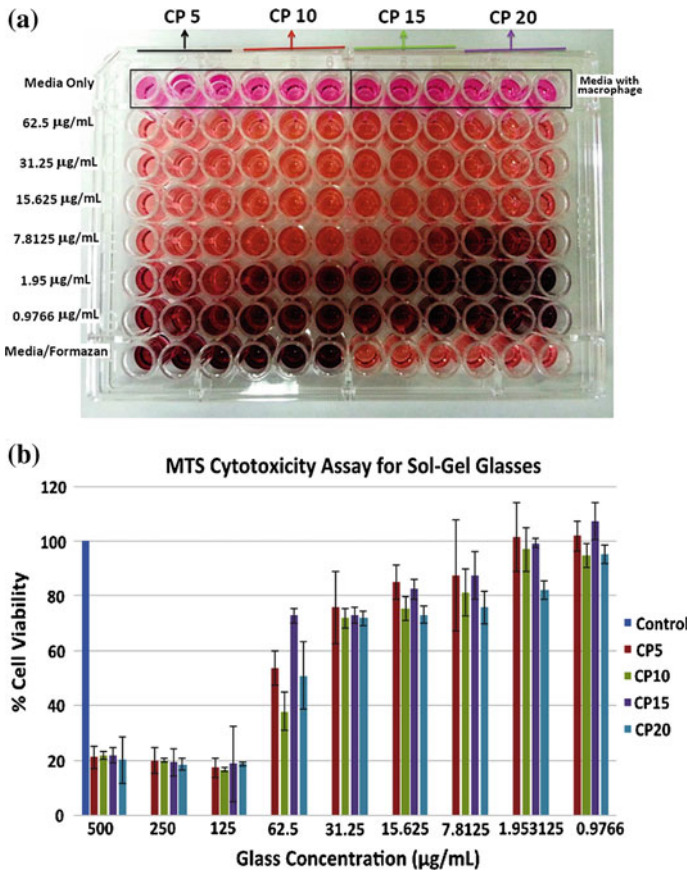 (a)
CP 5 CP 10 CP 15 CP 20
Media Only
Media with
macrophage
62.5 µg/mL
31.25 µg/mL
15.625 µg/mL
7.8125 µg/mL
1.95 µg/mL
0.9766 µg/mL
Media/Formazan
(b)
MTS Cytotoxicity Assay for Sol-Gel Glasses
% Cell Viability
120
100
80
60
40
20
0
Control
CP5
CP10
CP15
CP20
500 250 125 62.5 31.25 15.625 7.8125 1.953125 0.9766
Glass Concentration (µg/mL)